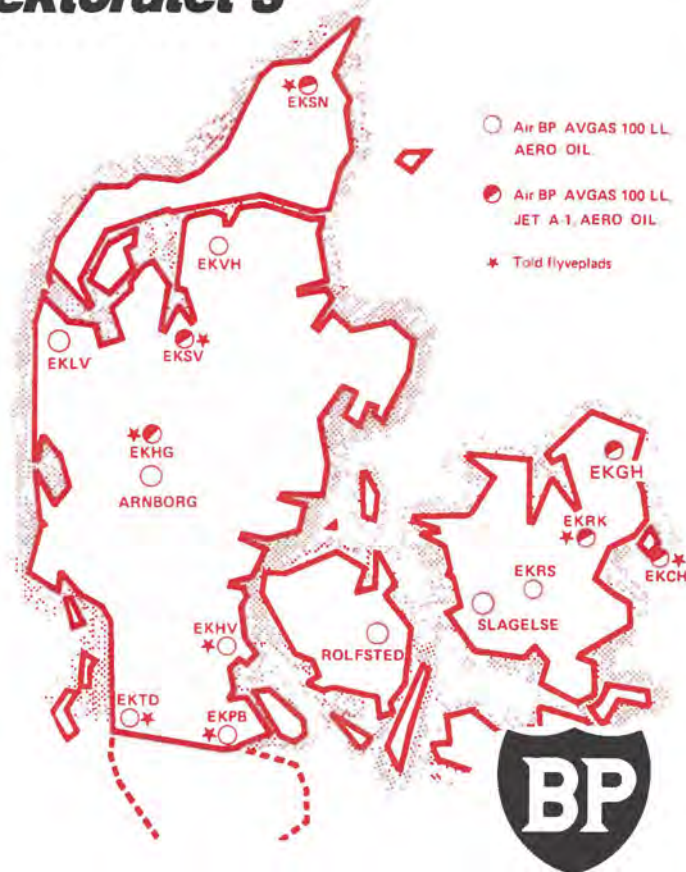 EKSN
Air BP AVGAS 100 LL,
AERO OIL
Air BP AVGAS 100 LL,
JET A-1, AERO OIL
Told flyveplads
EKVH
EKLV
EKSV
EKHG
ARNBORG
EKGH
EKRK
EKCH
EKRS
SLAGELSE
EKHV
ROLFSTED
EKTD
EKPB
BP